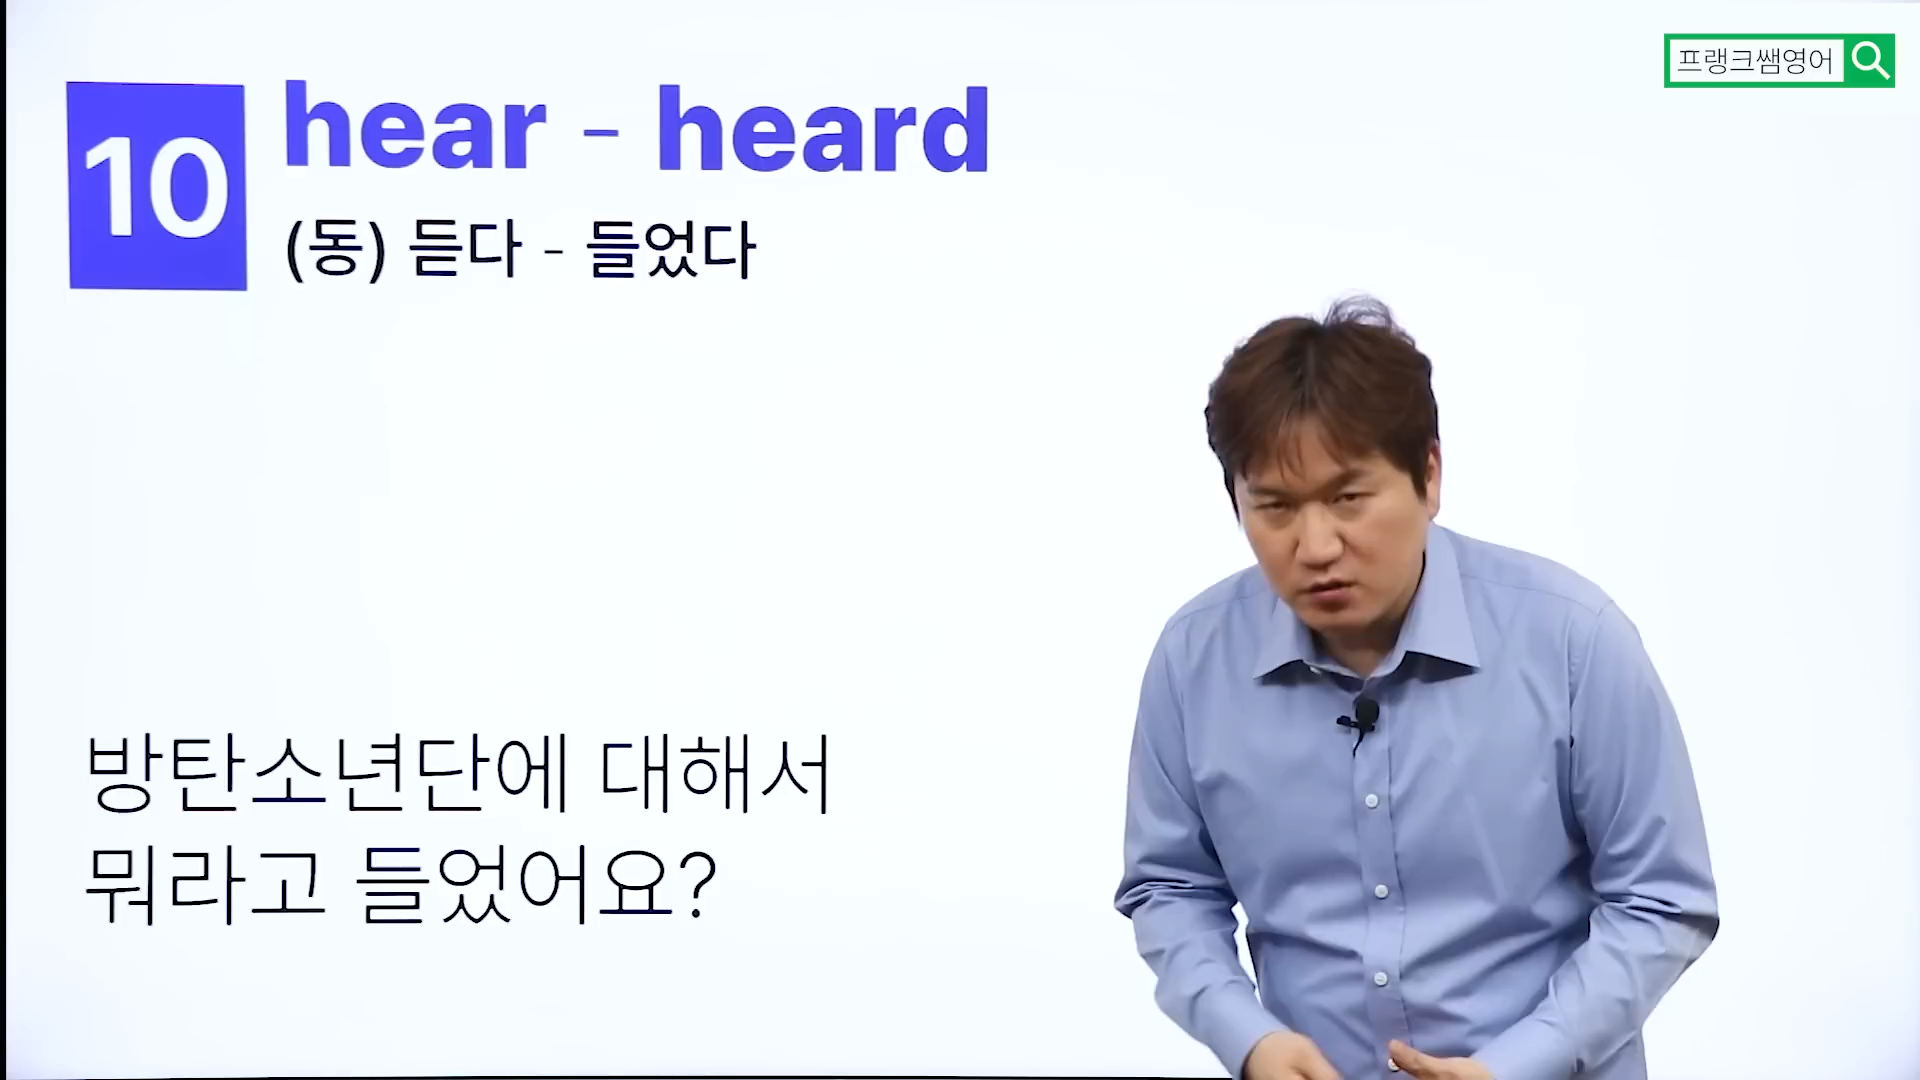 프랭크쌤영어
10
hear - heard
(동) 듣다 - 들었다
방탄소년단에 대해서
뭐라고 들었어요?